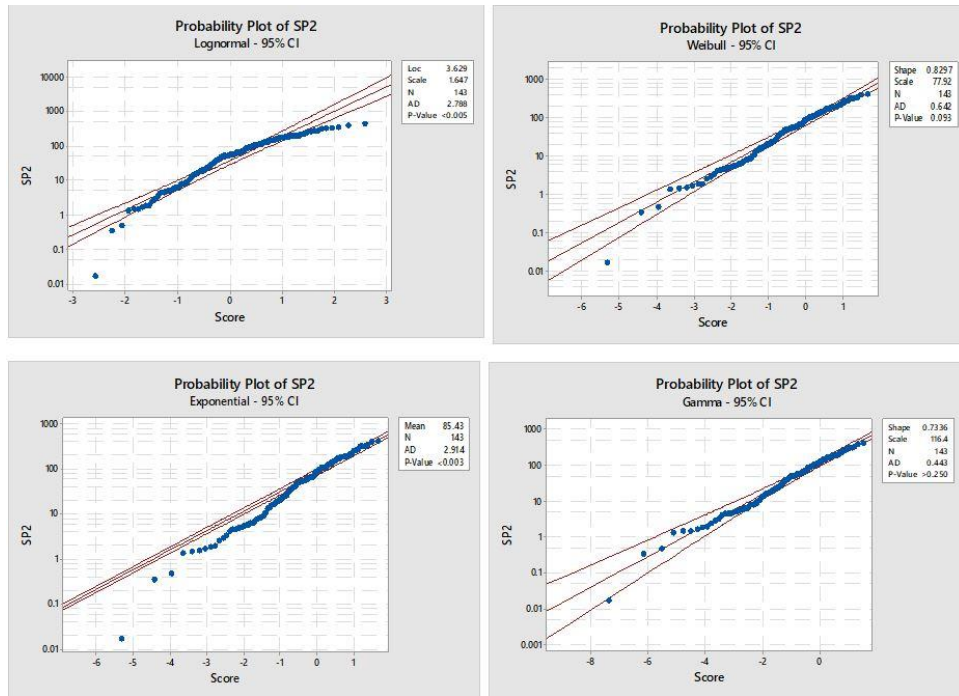 Probability Plot of SP2
Lognormal - 95% CI
Loc 3.629
Scale 1.647
N 143
AD 2.788
P-Value <0.005
10000
1000
100
10
1
0.1
0.01
SP2
-3 -2 -1 0 1 2 3
Score
Probability Plot of SP2
Weibull - 95% CI
Shape 0.8297
Scale 77.92
N 143
AD 0.642
P-Value 0.093
1000
100
10
1
0.1
0.01
SP2
-6 -5 -4 -3 -2 -1 0 1
Score
Probability Plot of SP2
Exponential - 95% CI
Mean 85.43
N 143
AD 2.914
P-Value <0.003
1000
100
10
1
0.1
0.01
SP2
-6 -5 -4 -3 -2 -1 0 1
Score
Probability Plot of SP2
Gamma - 95% CI
Shape 0.7336
Scale 116.4
N 143
AD 0.443
P-Value >0.250
1000
100
10
1
0.1
0.01
0.001
SP2
-8 -6 -4 -2 0
Score